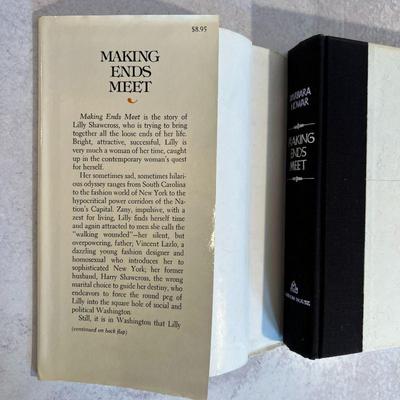 $8.95
MAKING
ENDS
MEET
Making Ends Meet is the story of
Lilly Shawcross, who is trying to bring
together all the loose ends of her life.
Bright, attractive, successful, Lilly is
very much a woman of her time, caught
up in the contemporary woman's quest
for herself.
Her sometimes sad, sometimes hilar-
ious odyssey ranges from South Carolina
to the fashion world of New York to the
hypocritical power corridors of the Na-
tion's Capital. Zany, impulsive, with a
zest for living, Lilly finds herself time
and again attracted to men she calls the
"walking wounded"—her silent, but
overpowering, father; Vincent Lazlo, a
dazzling young fashion designer and
homosexual who introduces her to
sophisticated New York; her former
husband, Harry Shawcross, the wrong
marital choice to guide her destiny, who
endeavors to force the round peg of
Lilly into the square hole of social and
political Washington.
Still, it is in Washington that Lilly
(continued on back flap)
BARBARA
HOWAR
MAKING
ENDS
MEET
RANDOM HOUSE